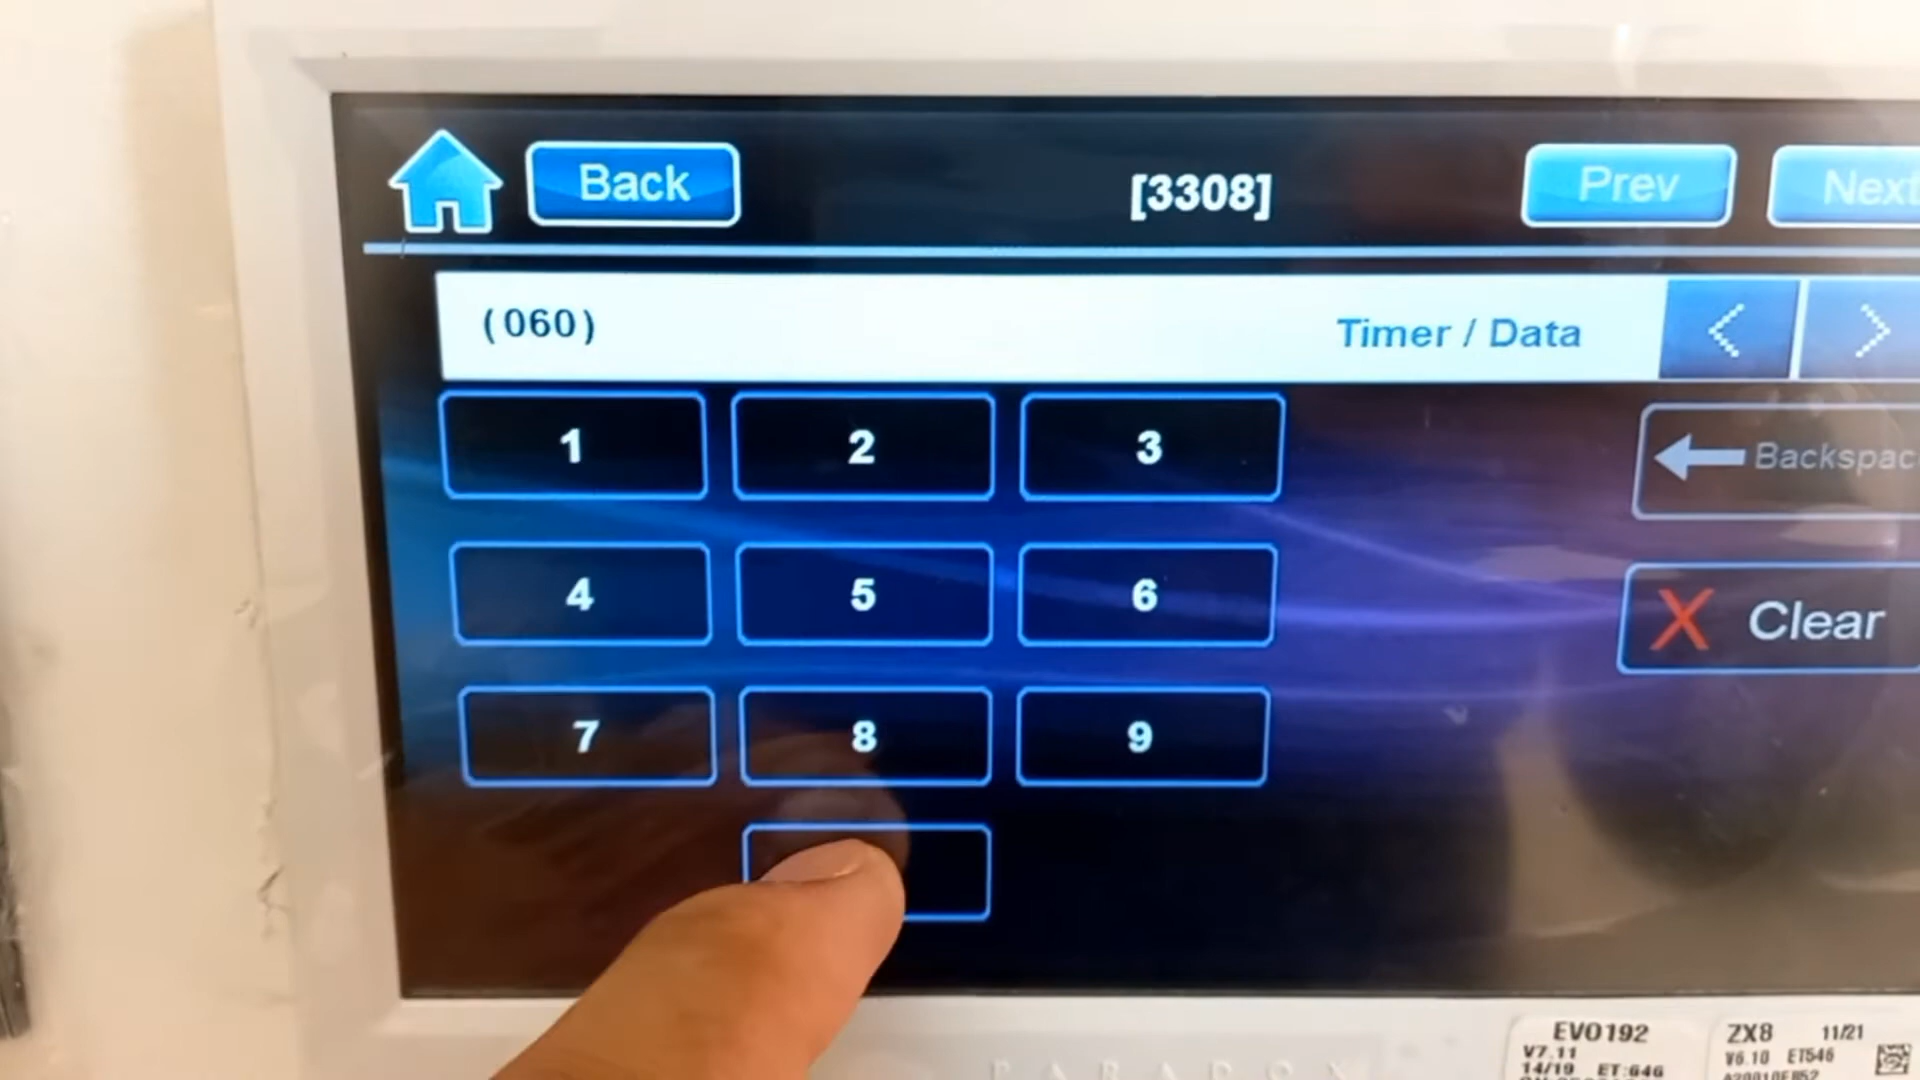 Back
[3308]
Prev
Next
(060)
Timer / Data
1
2
3
Backspac
4
5
6
Clear
7
8
9
PARADOX
EVO192
V7.11
14/19 ET:646
ZX8 11/21
V6.10 ET546